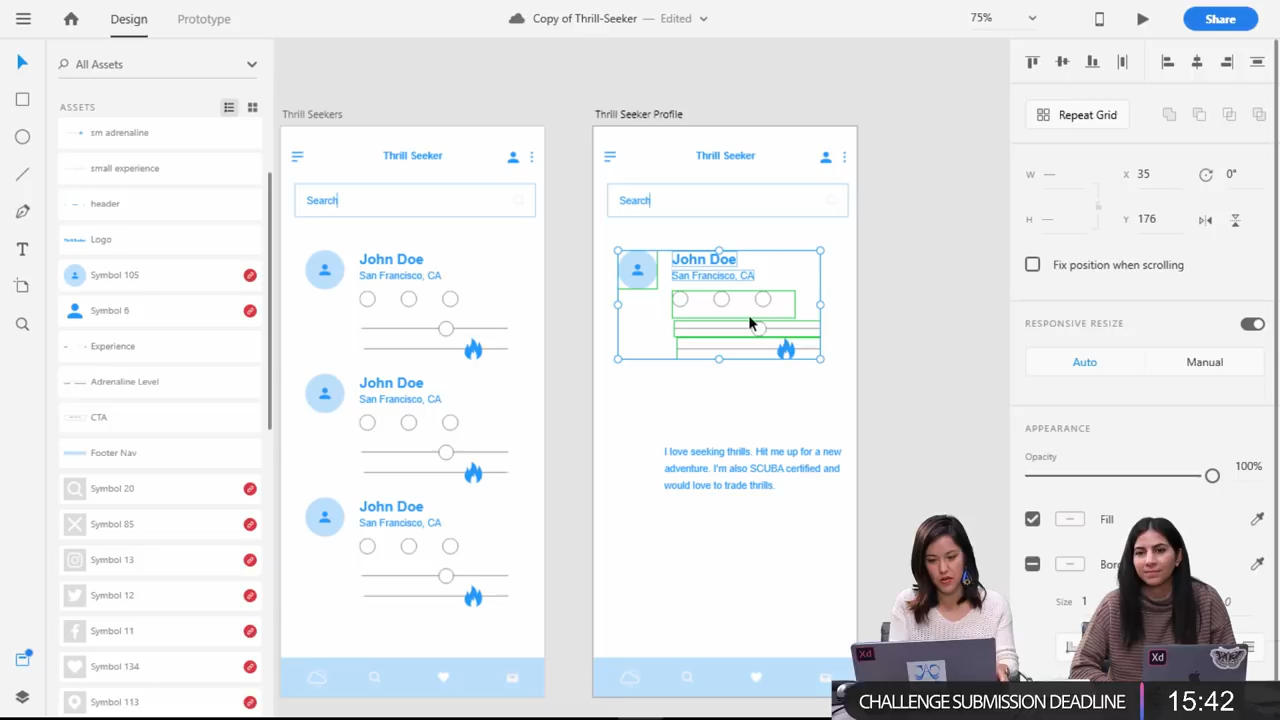 Design
Prototype
Copy of Thrill-Seeker — Edited
75%
Share
All Assets
ASSETS
sm adrenaline
small experience
header
Logo
Symbol 105
Symbol 6
Experience
Adrenaline Level
CTA
Footer Nav
Symbol 20
Symbol 85
Symbol 13
Symbol 12
Symbol 11
Symbol 134
Symbol 113
Thrill Seekers
Thrill Seeker
Search
John Doe
San Francisco, CA
John Doe
San Francisco, CA
John Doe
San Francisco, CA
Thrill Seeker Profile
Thrill Seeker
Search
John Doe
San Francisco, CA
I love seeking thrills. Hit me up for a new
adventure. I'm also SCUBA certified and
would love to trade thrills.
Repeat Grid
W — X 35 0°
H — Y 176
Fix position when scrolling
RESPONSIVE RESIZE
Auto Manual
APPEARANCE
Opacity
100%
Fill
Size 1
Xd
Xd
CHALLENGE SUBMISSION DEADLINE 15:42